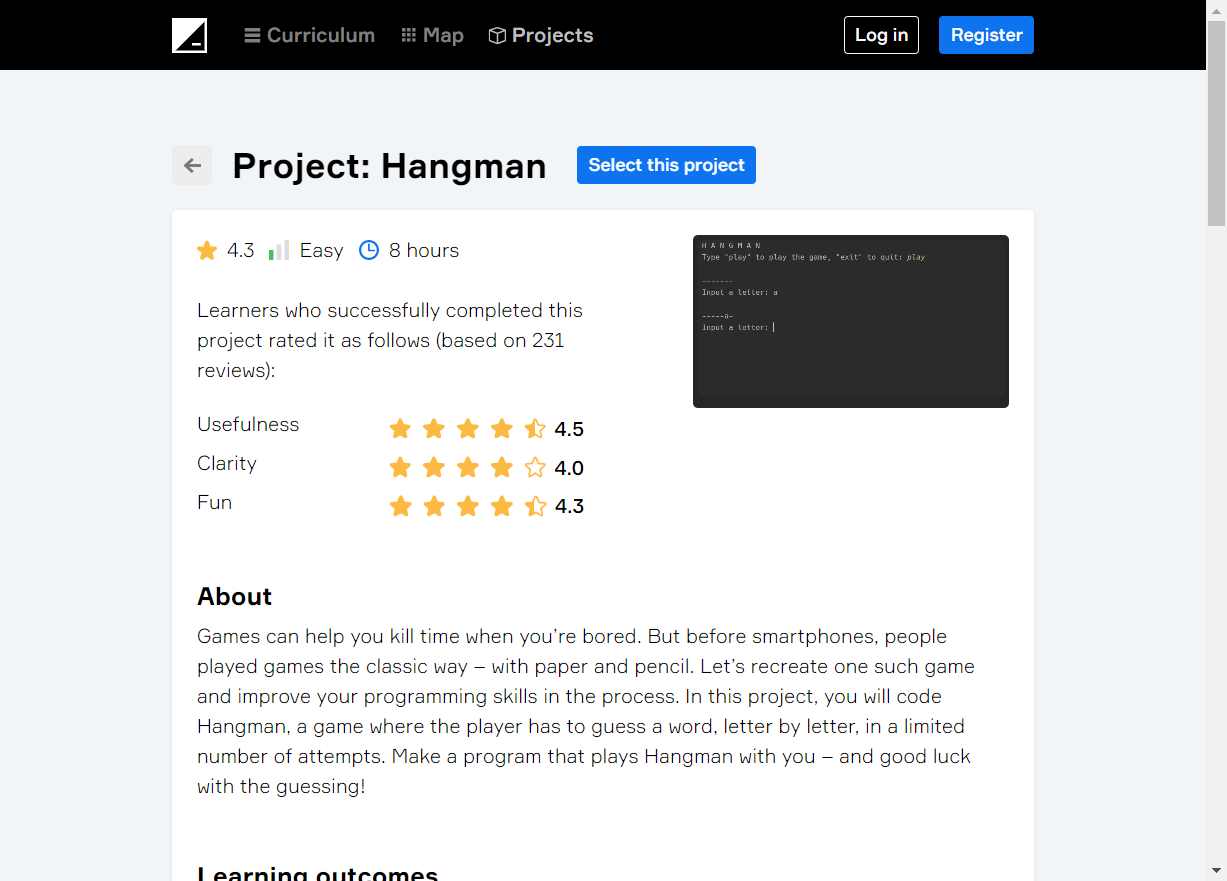 Curriculum Map Projects Log in Register
Project: Hangman Select this project
4.3 Easy 8 hours
Learners who successfully completed this
project rated it as follows (based on 231
reviews):
Usefulness 4.5
Clarity 4.0
Fun 4.3
H A N G M A N
Type "play" to play the game, "exit" to quit: play
-------
Input a letter: a
-----a-
Input a letter:
About
Games can help you kill time when you’re bored. But before smartphones, people
played games the classic way – with paper and pencil. Let’s recreate one such game
and improve your programming skills in the process. In this project, you will code
Hangman, a game where the player has to guess a word, letter by letter, in a limited
number of attempts. Make a program that plays Hangman with you – and good luck
with the guessing!
Learning outcomes